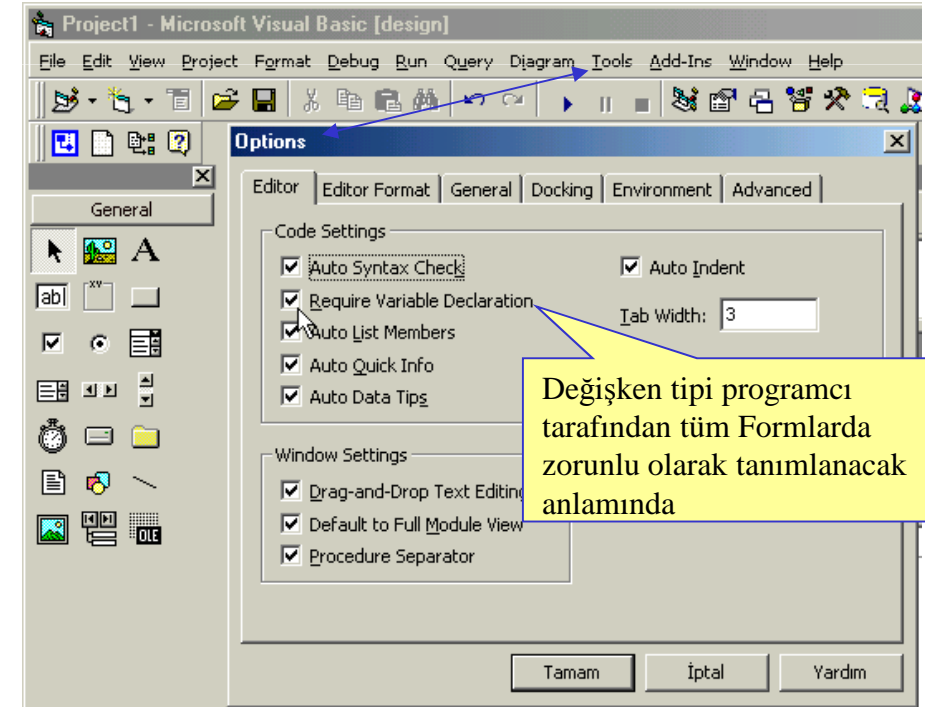 Project1 - Microsoft Visual Basic [design]
File Edit View Project Format Debug Run Query Diagram Tools Add-Ins Window Help
Options
Editor Editor Format General Docking Environment Advanced
General
A
ab
XY
OLE
Code Settings
Auto Syntax Check
Auto Indent
Require Variable Declaration
Tab Width: 3
Auto List Members
Auto Quick Info
Auto Data Tips
Değişken tipi programcı
tarafından tüm Formlarda
zorunlu olarak tanımlanacak
anlamında
Window Settings
Drag-and-Drop Text Editing
Default to Full Module View
Procedure Separator
Tamam İptal Yardım